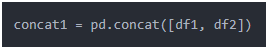 concat1 = pd.concat([df1, df2])